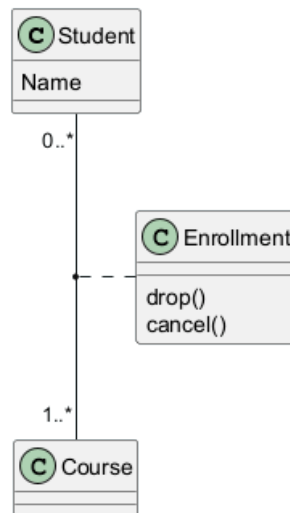 C Student
Name
0..*
C Enrollment
drop()
cancel()
1..*
C Course